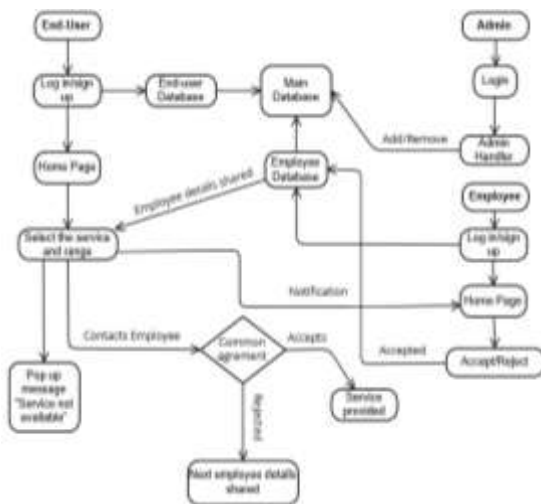 End-User
Admin
Log in/sign
up
End-user
Database
Main
Database
Login
Add/Remove
Admin
Handler
Home Page
Employee
Database
Employee details shared
Employee
Select the service
and range
Log in/sign
up
Notification
Home Page
Contacts Employee
Common
agrement
Accepts
Accepted
Accept/Reject
Pop up
message
"Service not
available"
Service
provided
Rejected
Next employee details
shared